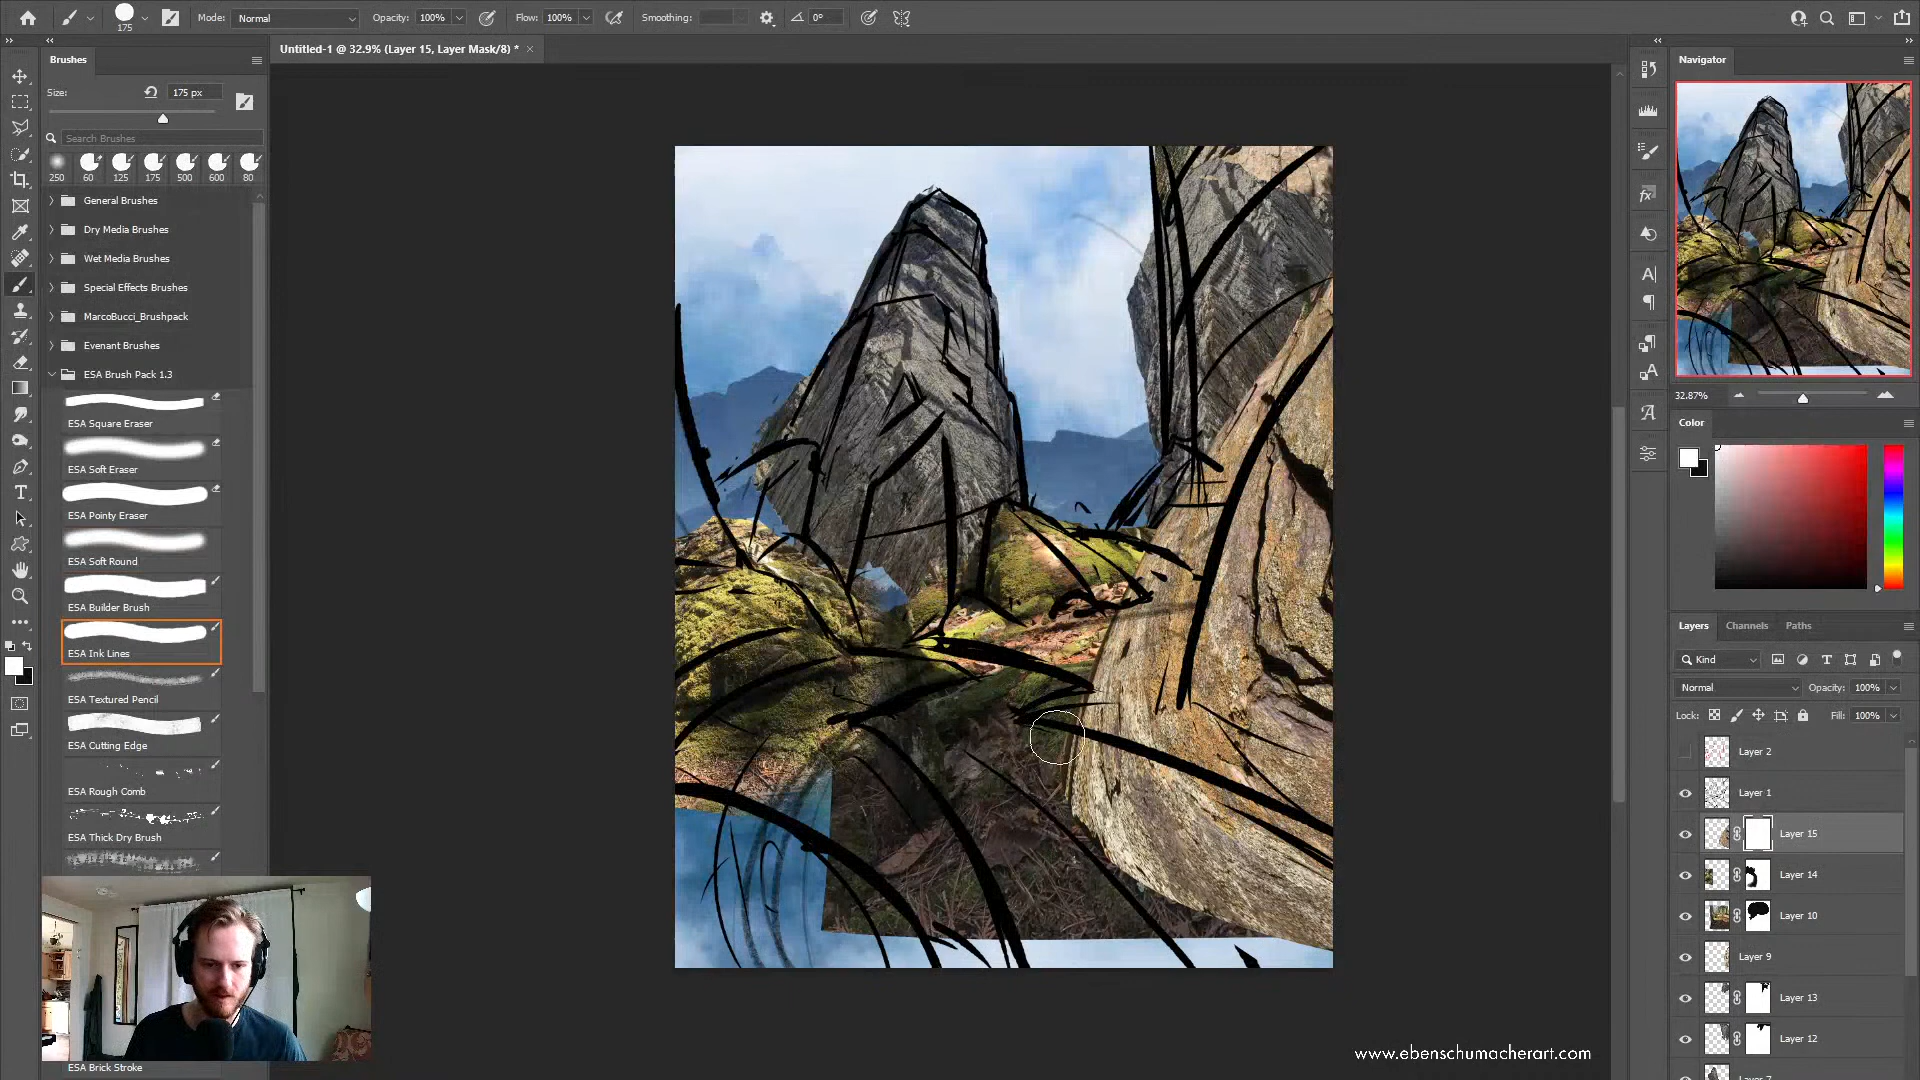 175
Mode: Normal
Opacity: 100%
Flow: 100%
Smoothing:
0°
Untitled-1 @ 32.9% (Layer 15, Layer Mask/8) *
Brushes
Size:
175 px
Search Brushes
250 60 125 175 500 600 80
General Brushes
Dry Media Brushes
Wet Media Brushes
Special Effects Brushes
MarcoBucci_Brushpack
Evenant Brushes
ESA Brush Pack 1.3
ESA Square Eraser
ESA Soft Eraser
ESA Pointy Eraser
ESA Soft Round
ESA Builder Brush
ESA Ink Lines
ESA Textured Pencil
ESA Cutting Edge
ESA Rough Comb
ESA Thick Dry Brush
ESA Brick Stroke
Navigator
32.87%
Color
Layers Channels Paths
Kind
Normal
Opacity: 100%
Lock:
Fill: 100%
Layer 2
Layer 1
Layer 15
Layer 14
Layer 10
Layer 9
Layer 13
Layer 12
www.ebenschumacherart.com